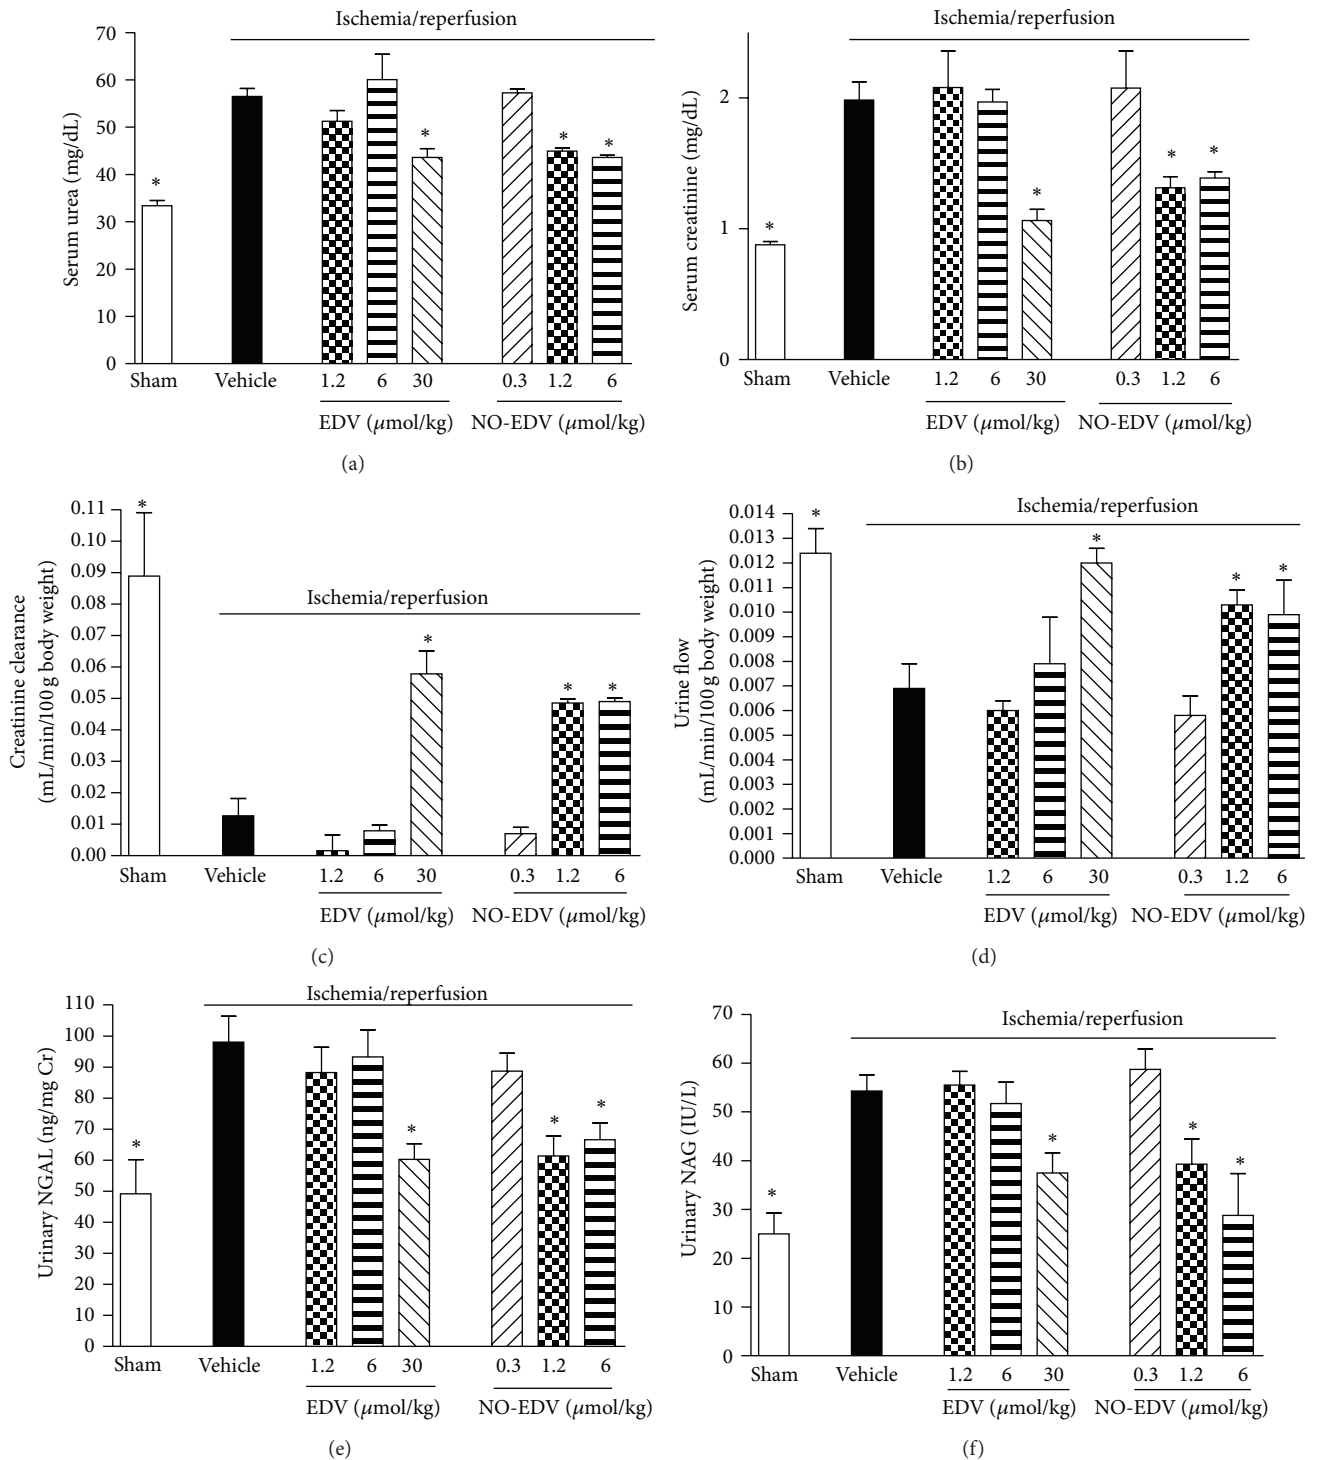 Ischemia/reperfusion
Serum urea (mg/dL)
70
60
50
40
30
20
10
0
* * * *
Sham Vehicle 1.2 6 30 0.3 1.2 6
EDV (μmol/kg) NO-EDV (μmol/kg)
(a)
Ischemia/reperfusion
Serum creatinine (mg/dL)
2
1
0
* * * *
Sham Vehicle 1.2 6 30 0.3 1.2 6
EDV (μmol/kg) NO-EDV (μmol/kg)
(b)
Ischemia/reperfusion
Creatinine clearance
(mL/min/100 g body weight)
0.11
0.10
0.09
0.08
0.07
0.06
0.05
0.04
0.03
0.02
0.01
0.00
* * * *
Sham Vehicle 1.2 6 30 0.3 1.2 6
EDV (μmol/kg) NO-EDV (μmol/kg)
(c)
Ischemia/reperfusion
Urine flow
(mL/min/100 g body weight)
0.014
0.013
0.012
0.011
0.010
0.009
0.008
0.007
0.006
0.005
0.004
0.003
0.002
0.001
0.000
* * * *
Sham Vehicle 1.2 6 30 0.3 1.2 6
EDV (μmol/kg) NO-EDV (μmol/kg)
(d)
Ischemia/reperfusion
Urinary NGAL (ng/mg Cr)
110
100
90
80
70
60
50
40
30
20
10
0
* * * *
Sham Vehicle 1.2 6 30 0.3 1.2 6
EDV (μmol/kg) NO-EDV (μmol/kg)
(e)
Ischemia/reperfusion
Urinary NAG (IU/L)
70
60
50
40
30
20
10
0
* * * *
Sham Vehicle 1.2 6 30 0.3 1.2 6
EDV (μmol/kg) NO-EDV (μmol/kg)
(f)